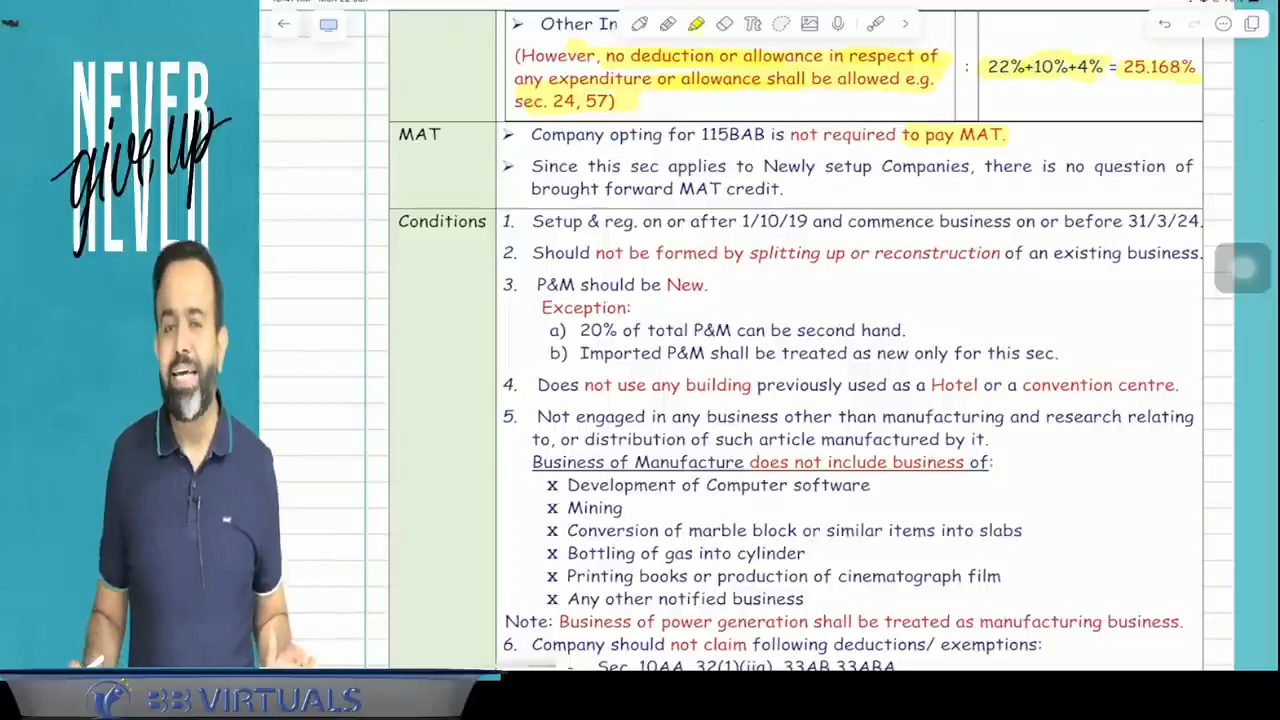 NEVER
give up
NEVER
Other In
(However, no deduction or allowance in respect of
any expenditure or allowance shall be allowed e.g.
sec. 24, 57)
: 22%+10%+4% = 25.168%
MAT
➢ Company opting for 115BAB is not required to pay MAT.
➢ Since this sec applies to Newly setup Companies, there is no question of
brought forward MAT credit.
Conditions
1. Setup & reg. on or after 1/10/19 and commence business on or before 31/3/24.
2. Should not be formed by splitting up or reconstruction of an existing business.
3. P&M should be New.
Exception:
a) 20% of total P&M can be second hand.
b) Imported P&M shall be treated as new only for this sec.
4. Does not use any building previously used as a Hotel or a convention centre.
5. Not engaged in any business other than manufacturing and research relating
to, or distribution of such article manufactured by it.
Business of Manufacture does not include business of:
x Development of Computer software
x Mining
x Conversion of marble block or similar items into slabs
x Bottling of gas into cylinder
x Printing books or production of cinematograph film
x Any other notified business
Note: Business of power generation shall be treated as manufacturing business.
6. Company should not claim following deductions/ exemptions:
- Sec. 10AA, 32(1)(iia), 33AB, 33ABA
BB VIRTUALS